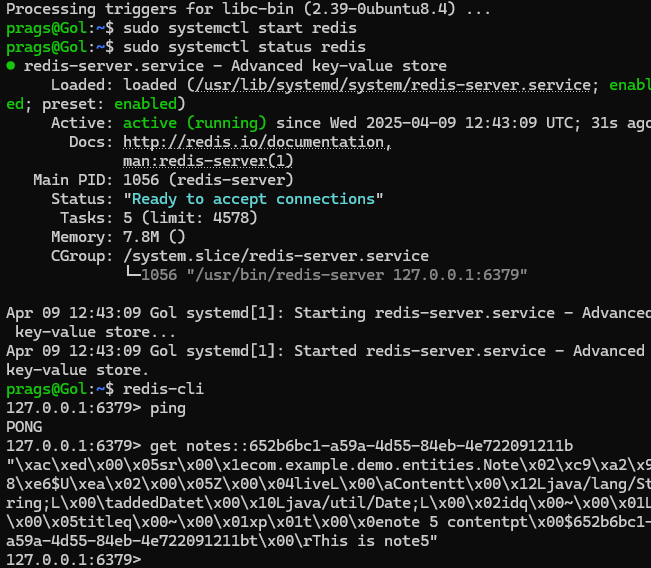 Processing triggers for libc-bin (2.39-0ubuntu8.4) ...
prags@Gol:~$ sudo systemctl start redis
prags@Gol:~$ sudo systemctl status redis
● redis-server.service - Advanced key-value store
     Loaded: loaded (/usr/lib/systemd/system/redis-server.service; enabl
ed; preset: enabled)
     Active: active (running) since Wed 2025-04-09 12:43:09 UTC; 31s ago
       Docs: http://redis.io/documentation,
             man:redis-server(1)
   Main PID: 1056 (redis-server)
     Status: "Ready to accept connections"
      Tasks: 5 (limit: 4578)
     Memory: 7.8M ()
     CGroup: /system.slice/redis-server.service
             └─1056 "/usr/bin/redis-server 127.0.0.1:6379"
Apr 09 12:43:09 Gol systemd[1]: Starting redis-server.service - Advanced
 key-value store...
Apr 09 12:43:09 Gol systemd[1]: Started redis-server.service - Advanced
key-value store.
prags@Gol:~$ redis-cli
127.0.0.1:6379> ping
PONG
127.0.0.1:6379> get notes::652b6bc1-a59a-4d55-84eb-4e722091211b
"\xac\xed\x00\x05sr\x00\x1ecom.example.demo.entities.Note\x02\xc9\xa2\x9
8\xe6$U\xea\x02\x00\x05Z\x00\x04liveL\x00\aContentt\x00\x12Ljava/lang/St
ring;L\x00\taddedDatet\x00\x10Ljava/util/Date;L\x00\x02idq\x00~\x00\x01L
\x00\x05titleq\x00~\x00\x01xp\x01t\x00\x0enote 5 contentpt\x00$652b6bc1-
a59a-4d55-84eb-4e722091211bt\x00\rThis is note5"
127.0.0.1:6379>